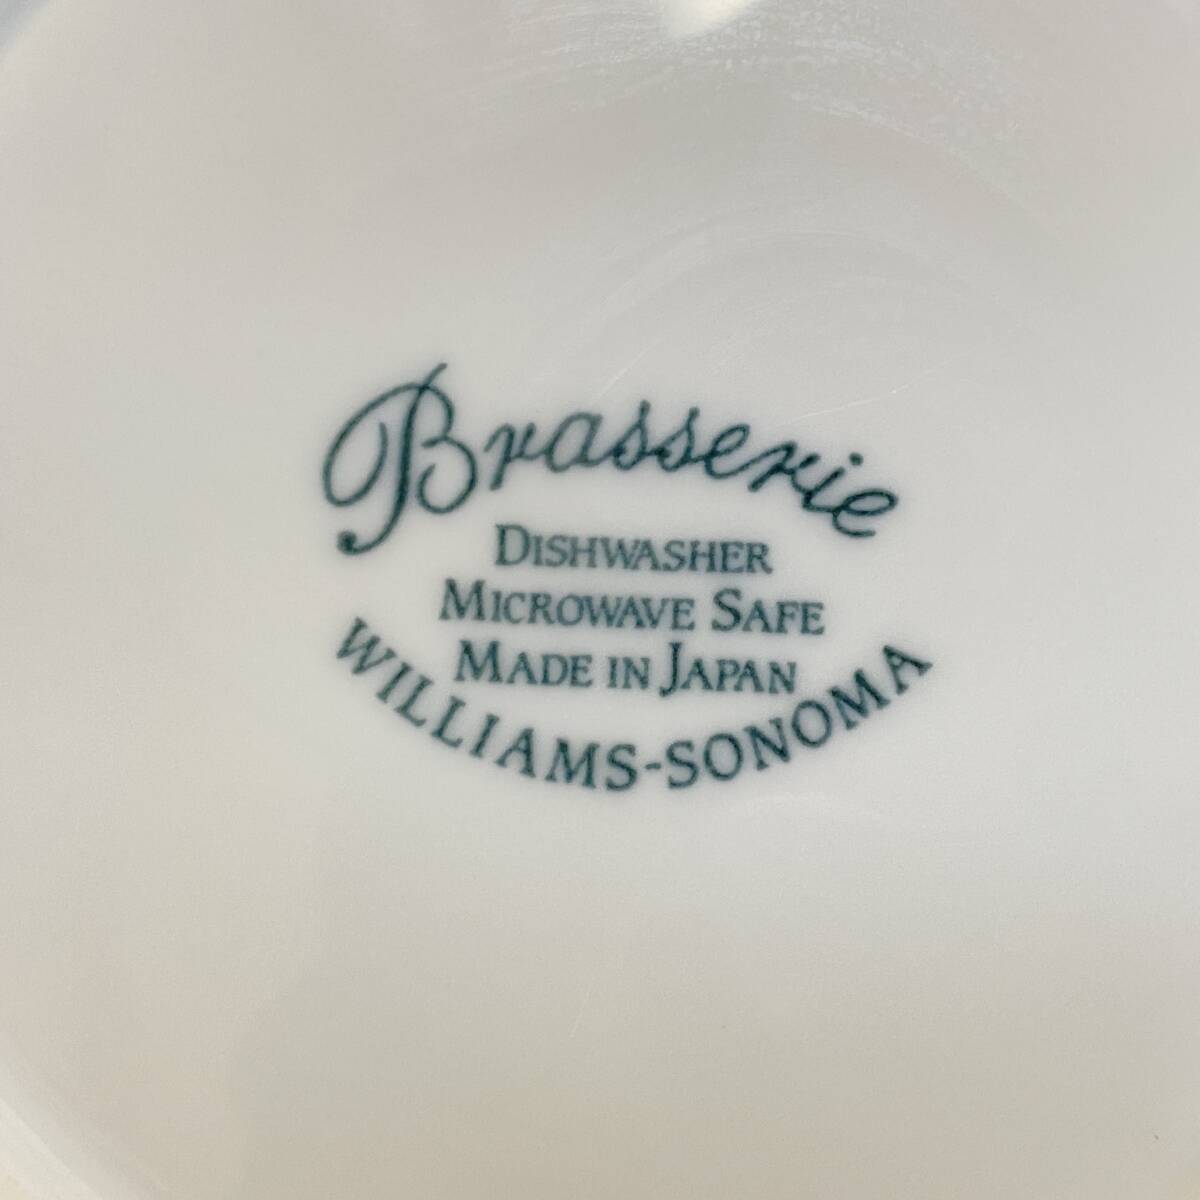 Brasserie
DISHWASHER
MICROWAVE SAFE
MADE IN JAPAN
WILLIAMS-SONOMA